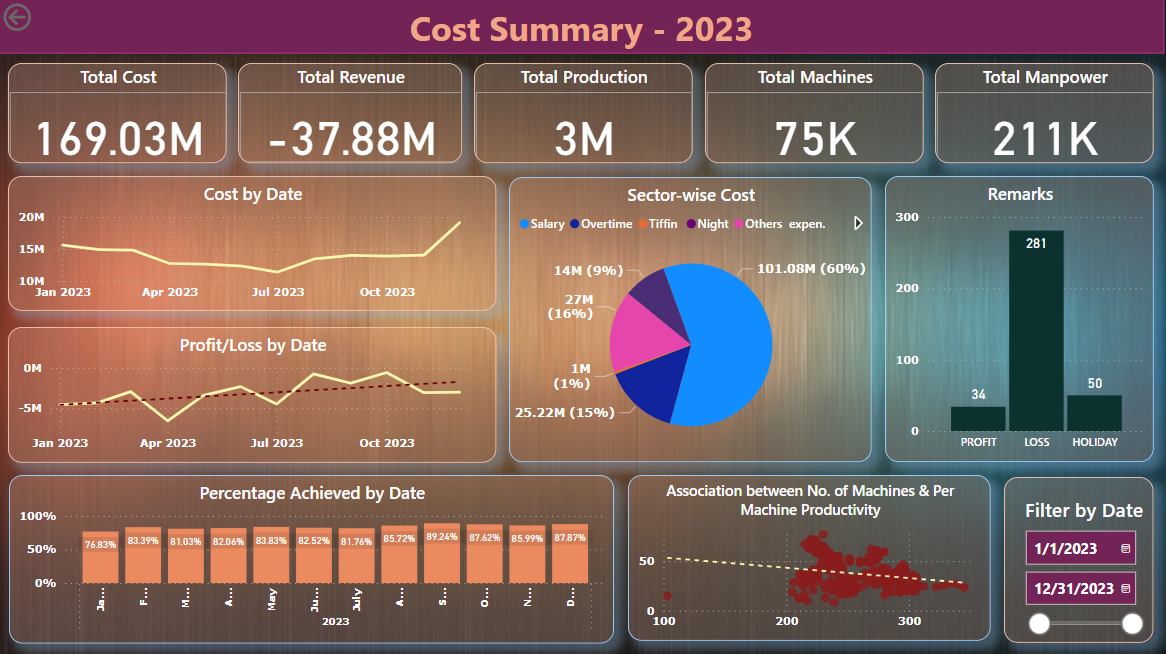 Cost Summary - 2023
Total Cost
169.03M
Total Revenue
-37.88M
Total Production
3M
Total Machines
75K
Total Manpower
211K
Cost by Date
20M
15M
10M
Jan 2023 Apr 2023 Jul 2023 Oct 2023
Profit/Loss by Date
0M
-5M
Jan 2023 Apr 2023 Jul 2023 Oct 2023
Sector-wise Cost
Salary Overtime Tiffin Night Others expen.
14M (9%)
101.08M (60%)
27M
(16%)
1M
(1%)
25.22M (15%)
Remarks
300
200
100
0
34
281
50
PROFIT LOSS HOLIDAY
Percentage Achieved by Date
100%
50%
0%
76.83% 83.39% 81.03% 82.06% 83.83% 82.52% 81.76% 85.72% 89.24% 87.62% 85.99% 87.87%
Ja... F... M... A... May Ju... July A... S... O... N... D...
2023
Association between No. of Machines & Per
Machine Productivity
50
0
100 200 300
Filter by Date
1/1/2023
12/31/2023